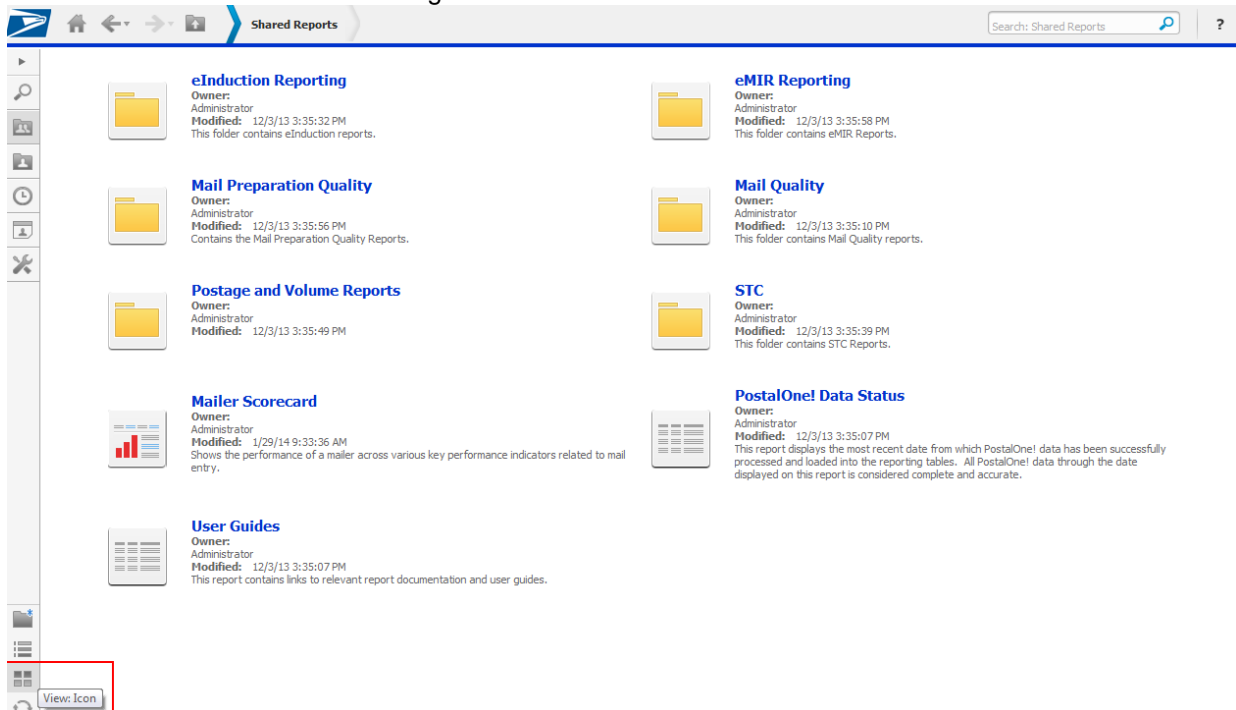 Shared Reports
Search: Shared Reports
?
eInduction Reporting
Owner:
Administrator
Modified: 12/3/13 3:35:32 PM
This folder contains eInduction reports.
eMIR Reporting
Owner:
Administrator
Modified: 12/3/13 3:35:58 PM
This folder contains eMIR Reports.
Mail Preparation Quality
Owner:
Administrator
Modified: 12/3/13 3:35:56 PM
Contains the Mail Preparation Quality Reports.
Mail Quality
Owner:
Administrator
Modified: 12/3/13 3:35:10 PM
This folder contains Mail Quality reports.
Postage and Volume Reports
Owner:
Administrator
Modified: 12/3/13 3:35:49 PM
STC
Owner:
Administrator
Modified: 12/3/13 3:35:39 PM
This folder contains STC Reports.
Mailer Scorecard
Owner:
Administrator
Modified: 1/29/14 9:33:36 AM
Shows the performance of a mailer across various key performance indicators related to mail
entry.
PostalOne! Data Status
Owner:
Administrator
Modified: 12/3/13 3:35:07 PM
This report displays the most recent date from which PostalOne! data has been successfully
processed and loaded into the reporting tables. All PostalOne! data through the date
displayed on this report is considered complete and accurate.
User Guides
Owner:
Administrator
Modified: 12/3/13 3:35:07 PM
This report contains links to relevant report documentation and user guides.
View: Icon